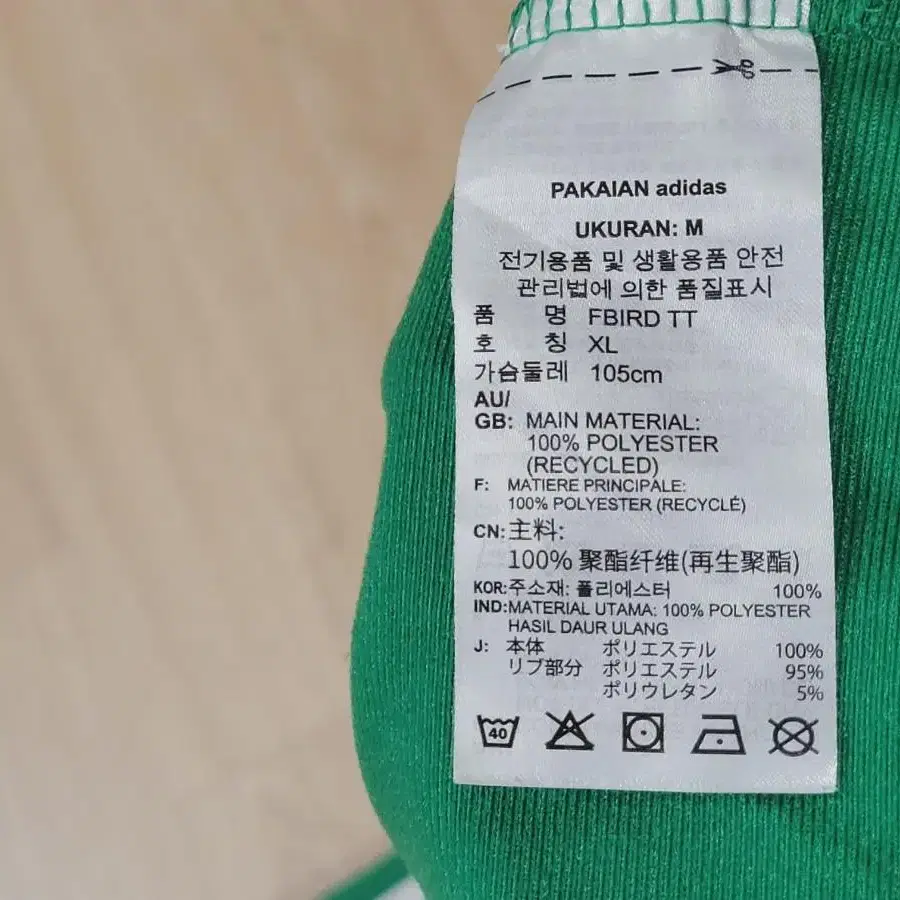 PAKAIAN adidas
UKURAN: M
전기용품 및 생활용품 안전
관리법에 의한 품질표시
품 명 FBIRD TT
호 칭 XL
가슴둘레 105cm
AU/
GB: MAIN MATERIAL:
100% POLYESTER
(RECYCLED)
F: MATIERE PRINCIPALE:
100% POLYESTER (RECYCLÉ)
CN: 主料:
100% 聚酯纤维(再生聚酯)
KOR: 주소재: 폴리에스터 100%
IND: MATERIAL UTAMA: 100% POLYESTER
HASIL DAUR ULANG
J: 本体 ポリエステル 100%
リブ部分 ポリエステル 95%
ポリウレタン 5%
40